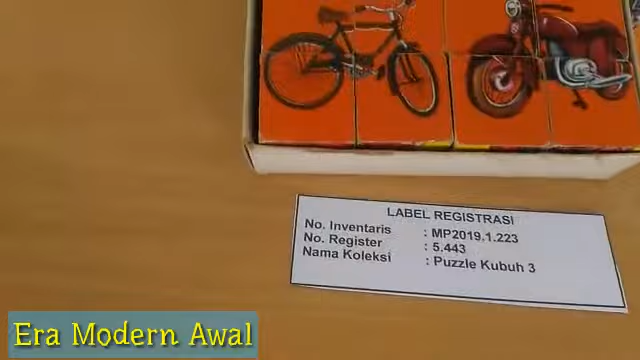 LABEL REGISTRASI
No. Inventaris : MP2019.1.223
No. Register : 5.443
Nama Koleksi : Puzzle Kubuh 3
Era Modern Awal